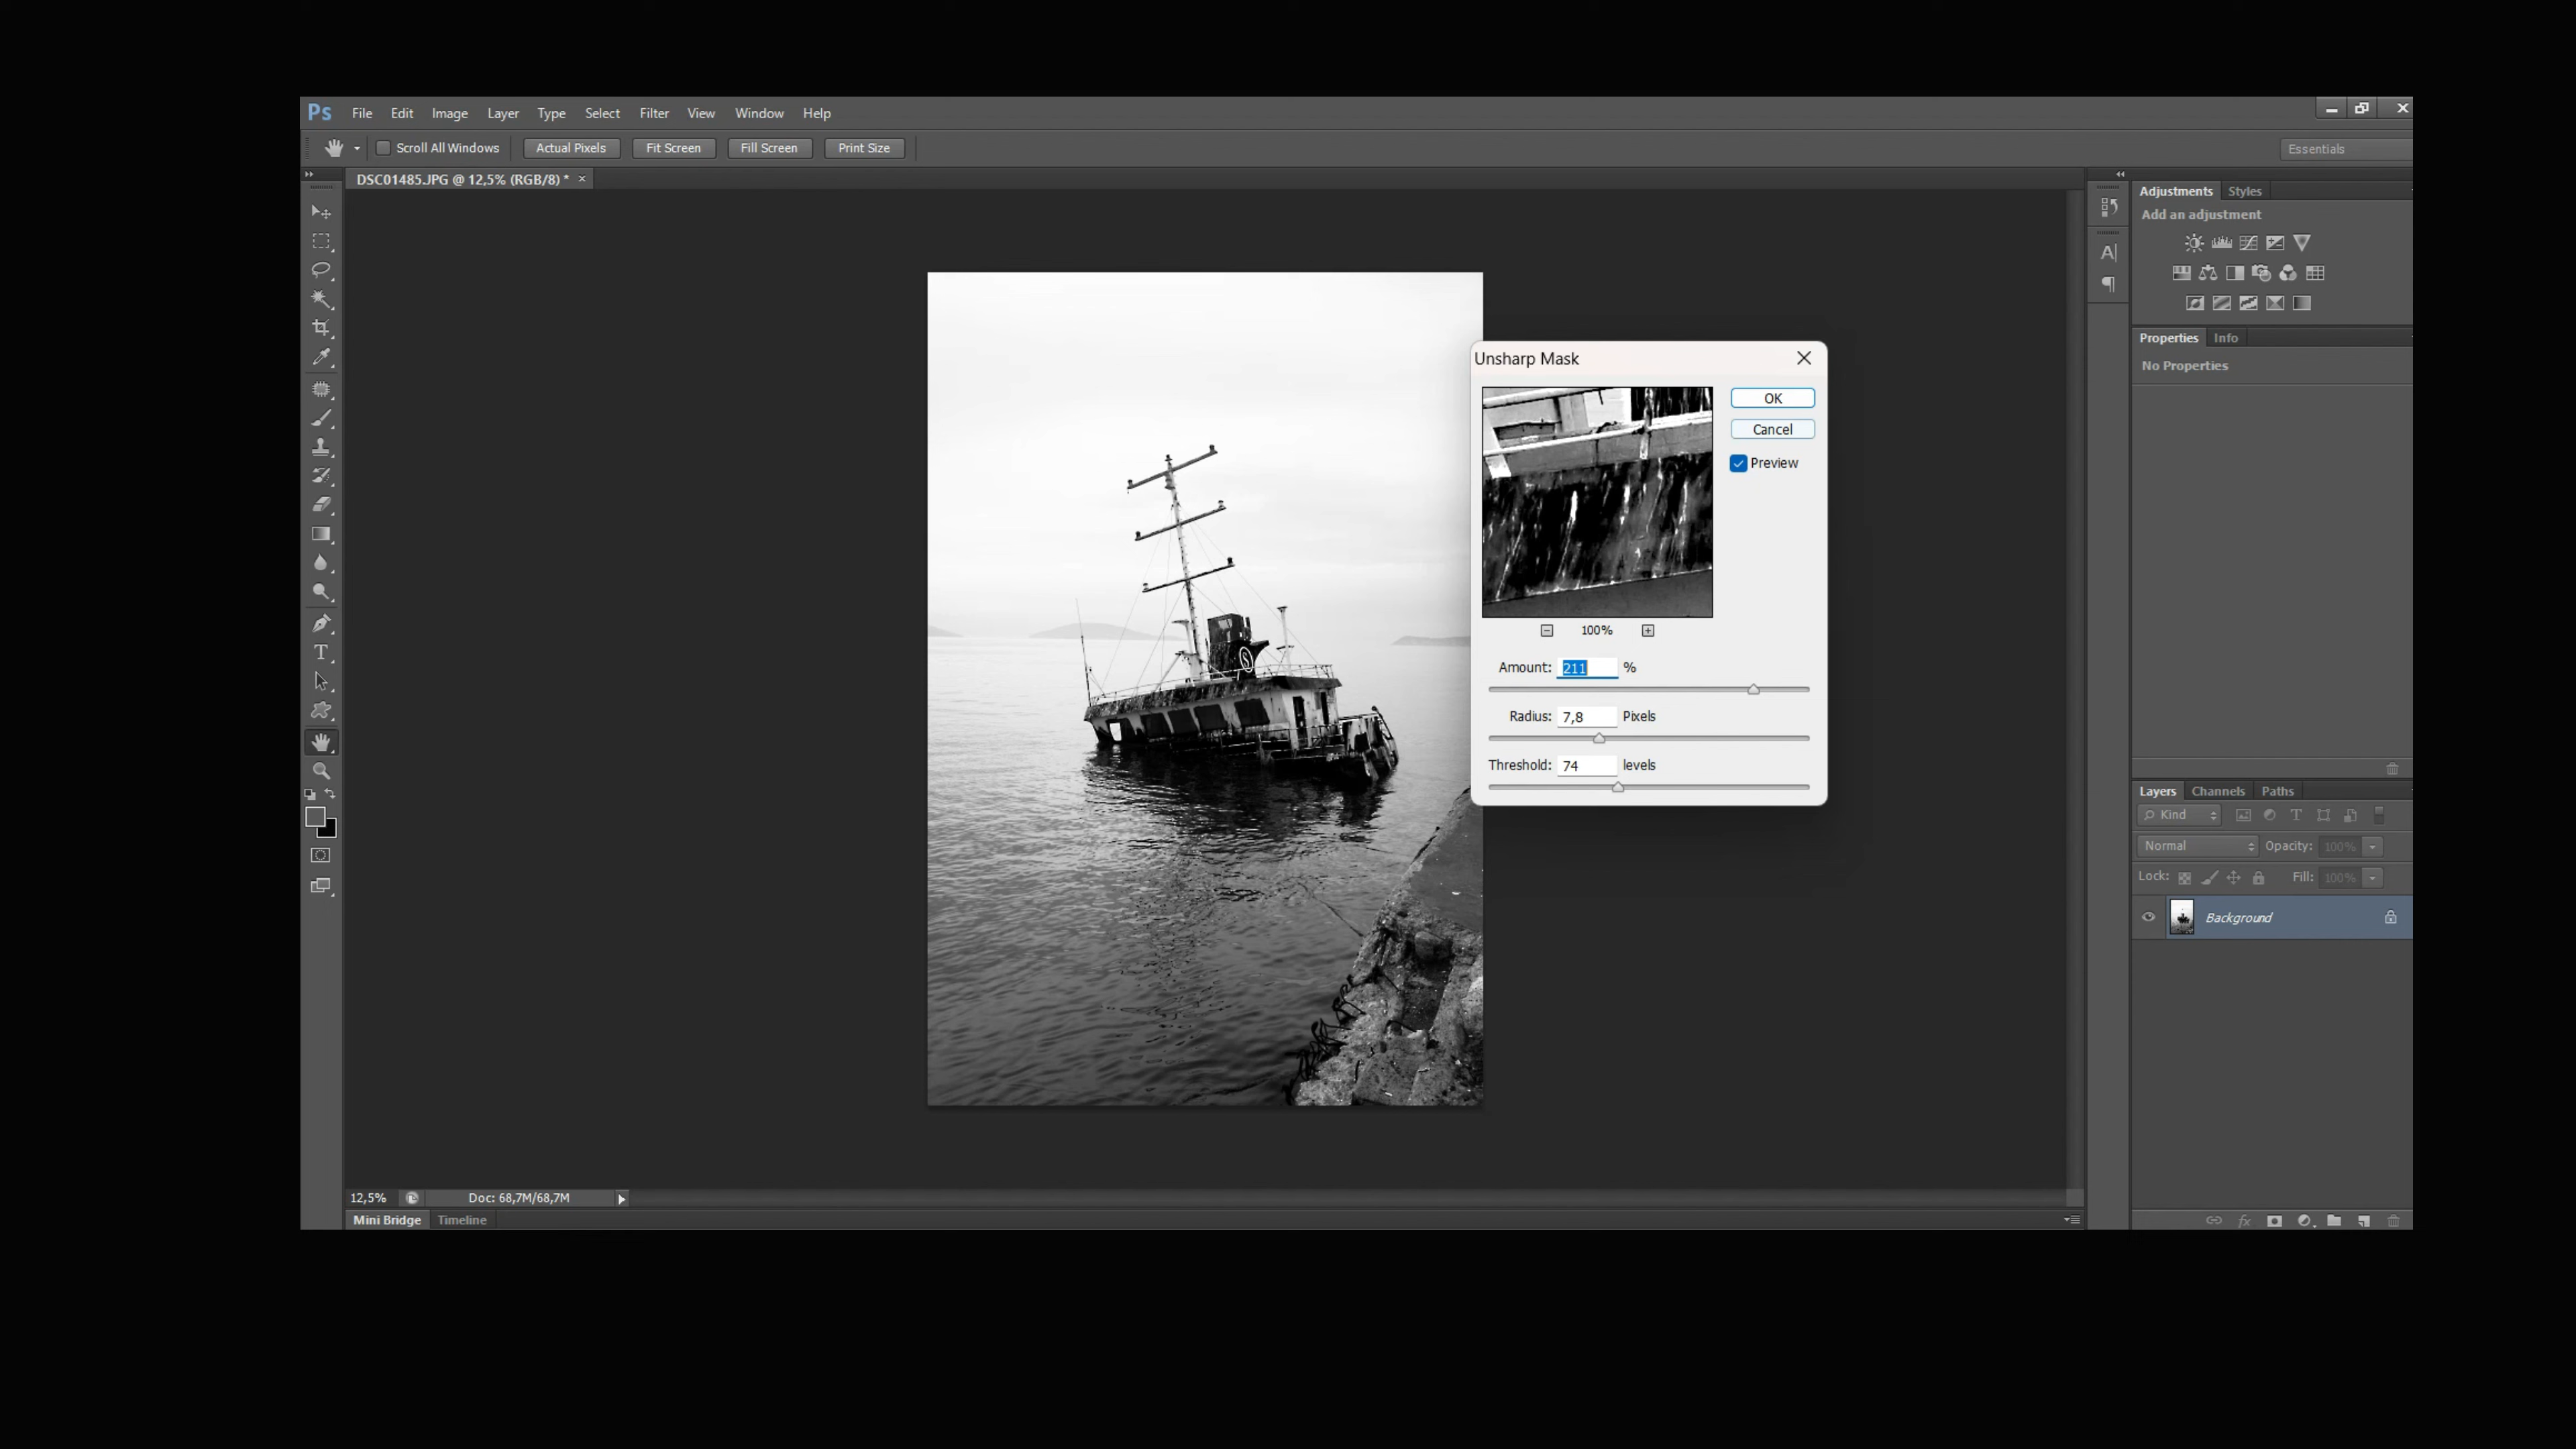 Ps File Edit Image Layer Type Select Filter View Window Help
Scroll All Windows Actual Pixels Fit Screen Fill Screen Print Size Essentials
DSC01485.JPG @ 12,5% (RGB/8) * ×
Adjustments Styles
Add an adjustment
Properties Info
No Properties
Unsharp Mask
OK
Cancel
Preview
100%
Amount: 211 %
Radius: 7,8 Pixels
Threshold: 74 levels
Layers Channels Paths
Kind
Normal Opacity: 100%
Lock: Fill: 100%
Background
12,5% Doc: 68,7M/68,7M
Mini Bridge Timeline